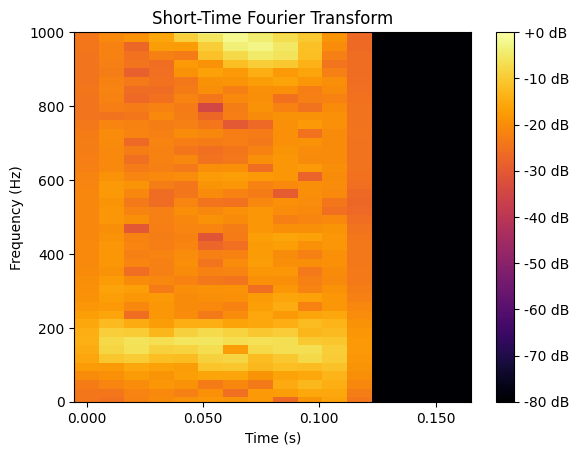 Short-Time Fourier Transform
1000
800
600
400
200
0
Frequency (Hz)
0.000
0.050
0.100
0.150
Time (s)
+0 dB
-10 dB
-20 dB
-30 dB
-40 dB
-50 dB
-60 dB
-70 dB
-80 dB